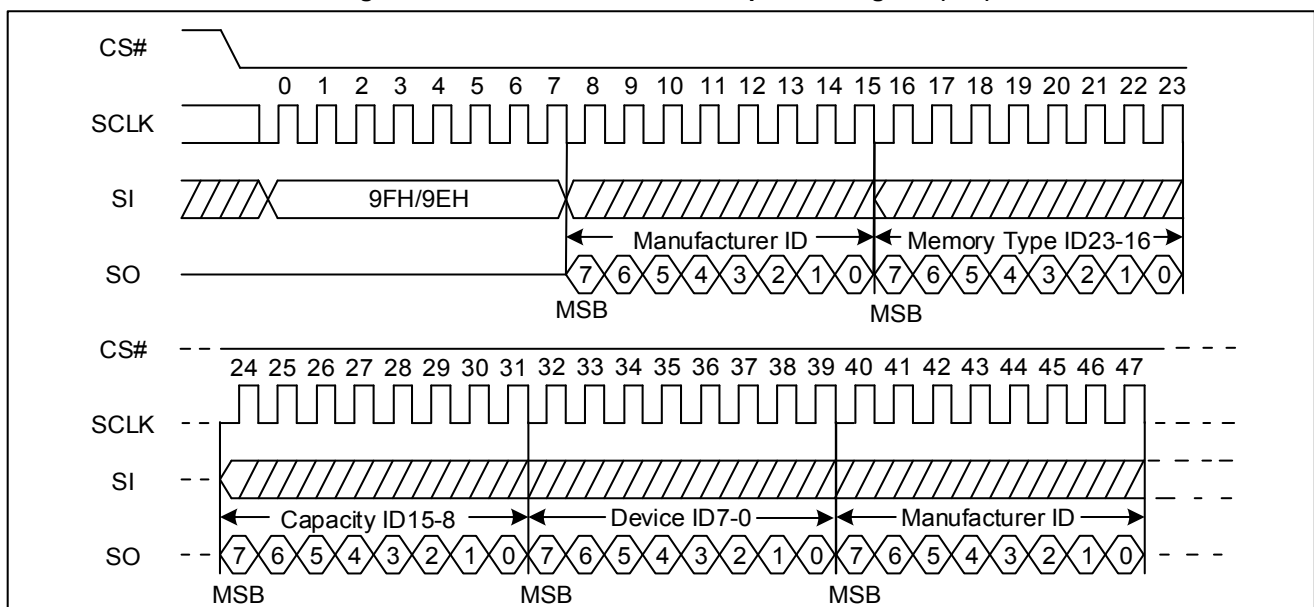 CS#
0 1 2 3 4 5 6 7 8 9 10 11 12 13 14 15 16 17 18 19 20 21 22 23
SCLK
SI 9FH/9EH
Manufacturer ID Memory Type ID23-16
SO 7 6 5 4 3 2 1 0 7 6 5 4 3 2 1 0
MSB MSB
CS#
24 25 26 27 28 29 30 31 32 33 34 35 36 37 38 39 40 41 42 43 44 45 46 47
SCLK
SI
Capacity ID15-8 Device ID7-0 Manufacturer ID
SO 7 6 5 4 3 2 1 0 7 6 5 4 3 2 1 0 7 6 5 4 3 2 1 0
MSB MSB MSB